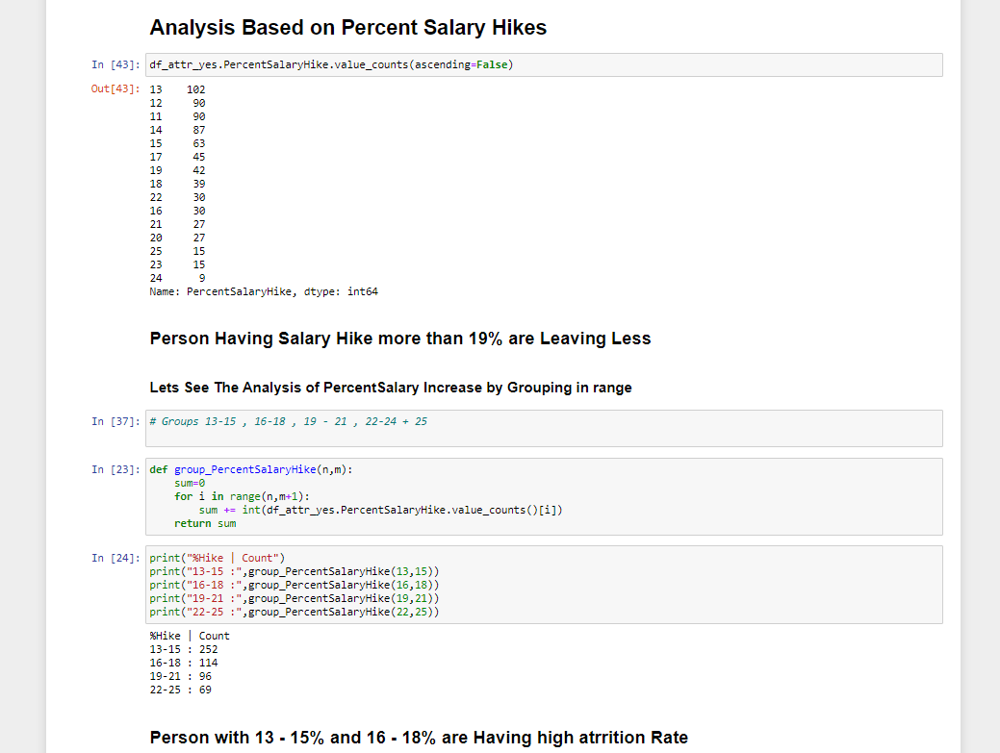 Analysis Based on Percent Salary Hikes
In [43]: df_attr_yes.PercentSalaryHike.value_counts(ascending=False)
Out[43]: 13    102
12     90
11     90
14     87
15     63
17     45
19     42
18     39
22     30
16     30
21     27
20     27
25     15
23     15
24      9
Name: PercentSalaryHike, dtype: int64
Person Having Salary Hike more than 19% are Leaving Less
Lets See The Analysis of PercentSalary Increase by Grouping in range
In [37]: # Groups 13-15 , 16-18 , 19 - 21 , 22-24 + 25
In [23]: def group_PercentSalaryHike(n,m):
    sum=0
    for i in range(n,m+1):
        sum += int(df_attr_yes.PercentSalaryHike.value_counts()[i])
    return sum
In [24]: print("%Hike | Count")
print("13-15 :",group_PercentSalaryHike(13,15))
print("16-18 :",group_PercentSalaryHike(16,18))
print("19-21 :",group_PercentSalaryHike(19,21))
print("22-25 :",group_PercentSalaryHike(22,25))
%Hike | Count
13-15 : 252
16-18 : 114
19-21 : 96
22-25 : 69
Person with 13 - 15% and 16 - 18% are Having high atrrition Rate